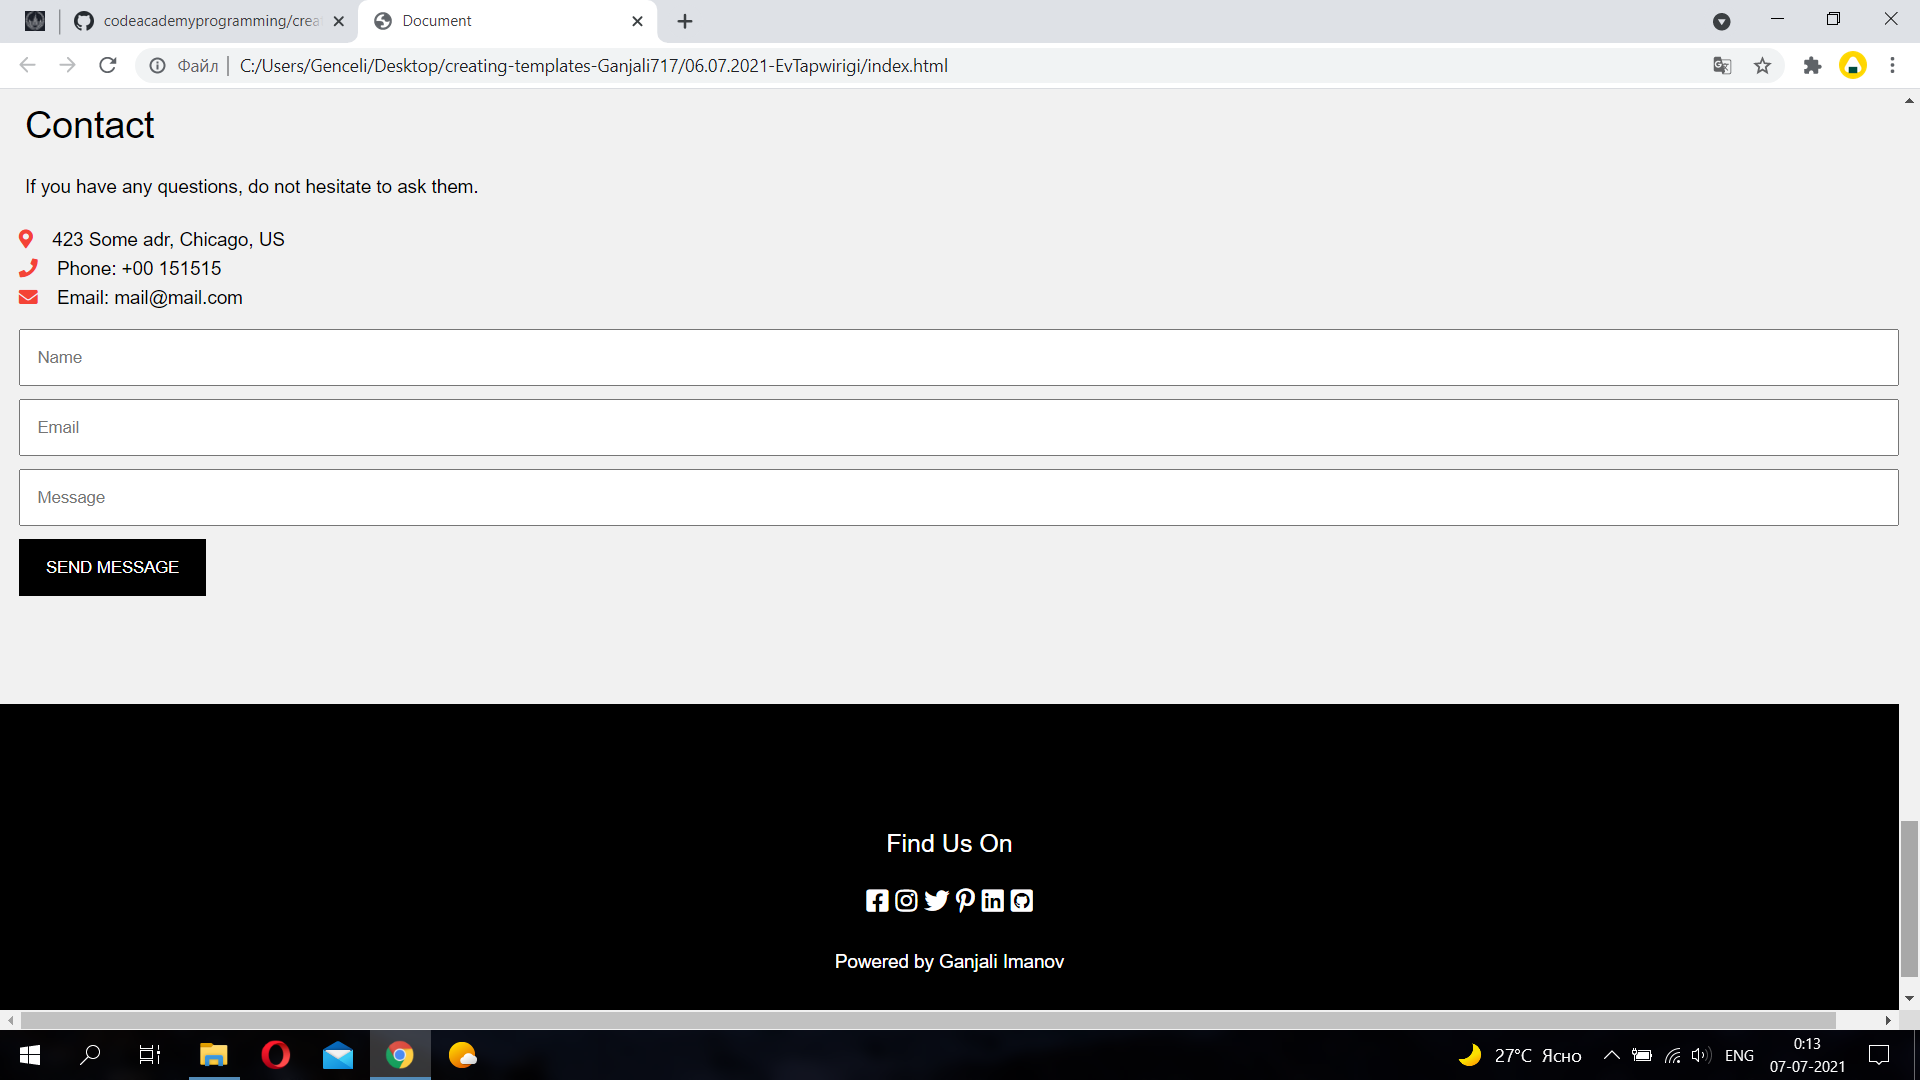 codeacademyprogramming/crea
Document
Файл
C:/Users/Genceli/Desktop/creating-templates-Ganjali717/06.07.2021-EvTapwirigi/index.html
Contact
If you have any questions, do not hesitate to ask them.
423 Some adr, Chicago, US
Phone: +00 151515
Email: mail@mail.com
Name
Email
Message
SEND MESSAGE
Find Us On
Powered by Ganjali Imanov
27°C Ясно
ENG
0:13
07-07-2021